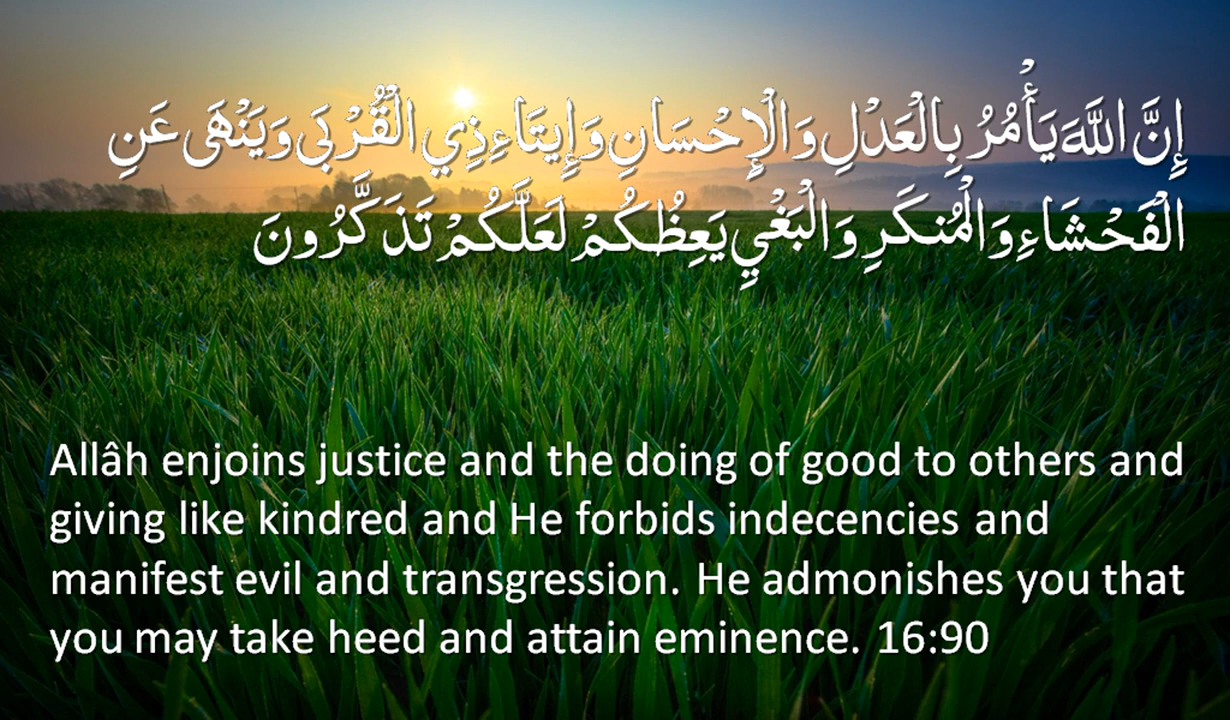 إِنَّ اللَّهَ يَأْمُرُ بِالْعَدْلِ وَالْإِحْسَانِ وَإِيتَاءِ ذِي الْقُرْبَى وَيَنْهَى عَنِ
الْفَحْشَاءِ وَالْمُنكَرِ وَالْبَغْيِ يَعِظُكُمْ لَعَلَّكُمْ تَذَكَّرُونَ
Allâh enjoins justice and the doing of good to others and
giving like kindred and He forbids indecencies and
manifest evil and transgression. He admonishes you that
you may take heed and attain eminence. 16:90